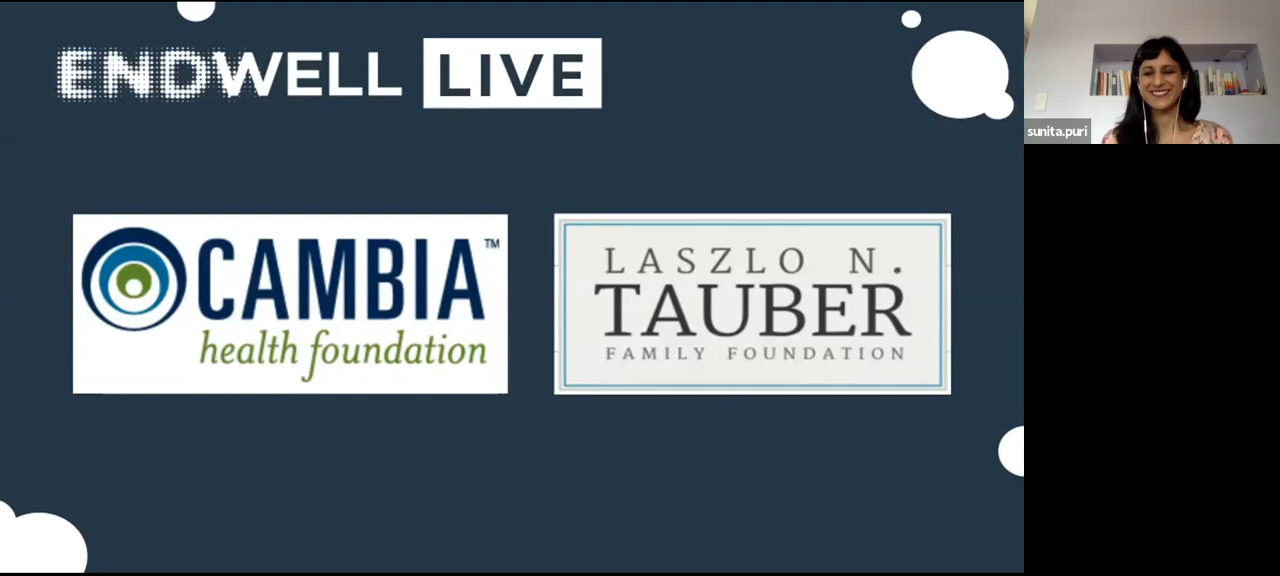 ENDWELL LIVE
CAMBIA™
health foundation
LASZLO N.
TAUBER
FAMILY FOUNDATION
sunita.puri